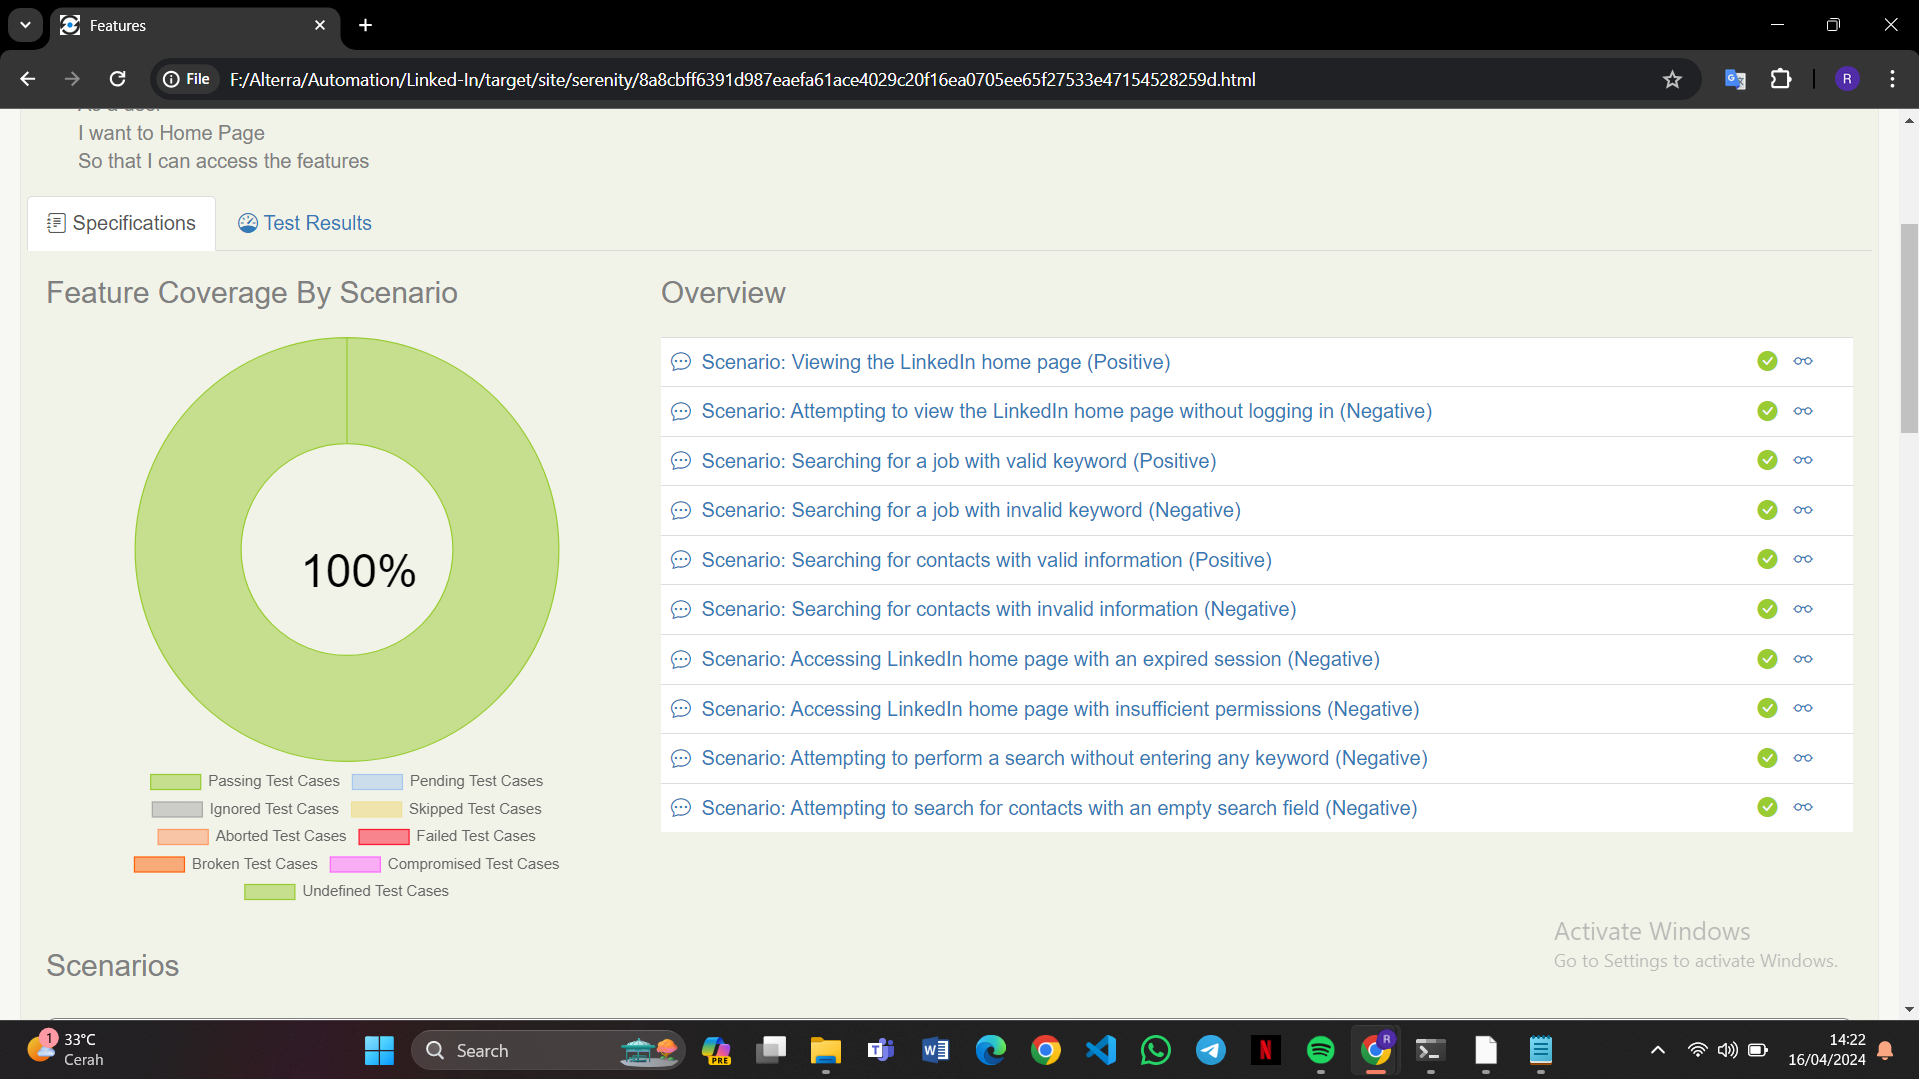 Features
File
F:/Alterra/Automation/Linked-In/target/site/serenity/8a8cbff6391d987eaefa61ace4029c20f16ea0705ee65f27533e47154528259d.html
R
I want to Home Page
So that I can access the features
Specifications
Test Results
Feature Coverage By Scenario
100%
Passing Test Cases
Pending Test Cases
Ignored Test Cases
Skipped Test Cases
Aborted Test Cases
Failed Test Cases
Broken Test Cases
Compromised Test Cases
Undefined Test Cases
Overview
Scenario: Viewing the LinkedIn home page (Positive)
Scenario: Attempting to view the LinkedIn home page without logging in (Negative)
Scenario: Searching for a job with valid keyword (Positive)
Scenario: Searching for a job with invalid keyword (Negative)
Scenario: Searching for contacts with valid information (Positive)
Scenario: Searching for contacts with invalid information (Negative)
Scenario: Accessing LinkedIn home page with an expired session (Negative)
Scenario: Accessing LinkedIn home page with insufficient permissions (Negative)
Scenario: Attempting to perform a search without entering any keyword (Negative)
Scenario: Attempting to search for contacts with an empty search field (Negative)
Scenarios
Activate Windows
Go to Settings to activate Windows.
1
33°C
Cerah
Search
PRE
R
14:22
16/04/2024